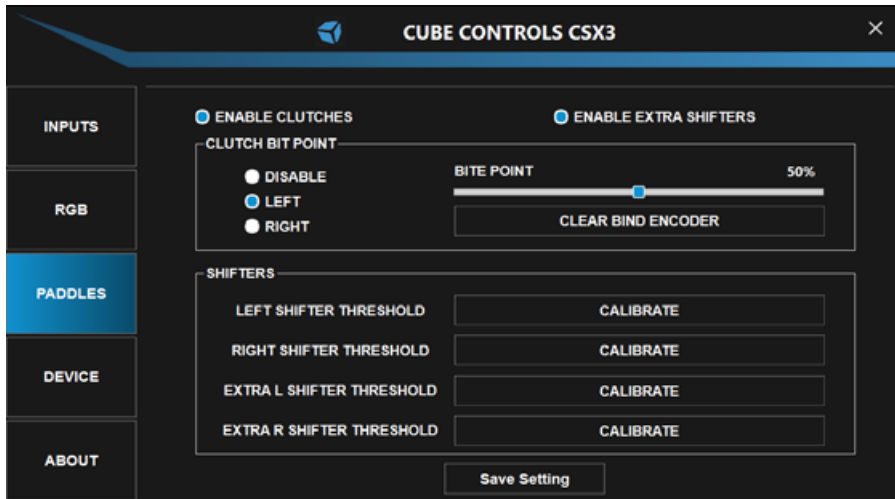 CUBE CONTROLS CSX3
INPUTS
RGB
PADDLES
DEVICE
ABOUT
ENABLE CLUTCHES
ENABLE EXTRA SHIFTERS
CLUTCH BIT POINT
DISABLE
LEFT
RIGHT
BITE POINT 50%
CLEAR BIND ENCODER
SHIFTERS
LEFT SHIFTER THRESHOLD CALIBRATE
RIGHT SHIFTER THRESHOLD CALIBRATE
EXTRA L SHIFTER THRESHOLD CALIBRATE
EXTRA R SHIFTER THRESHOLD CALIBRATE
Save Setting